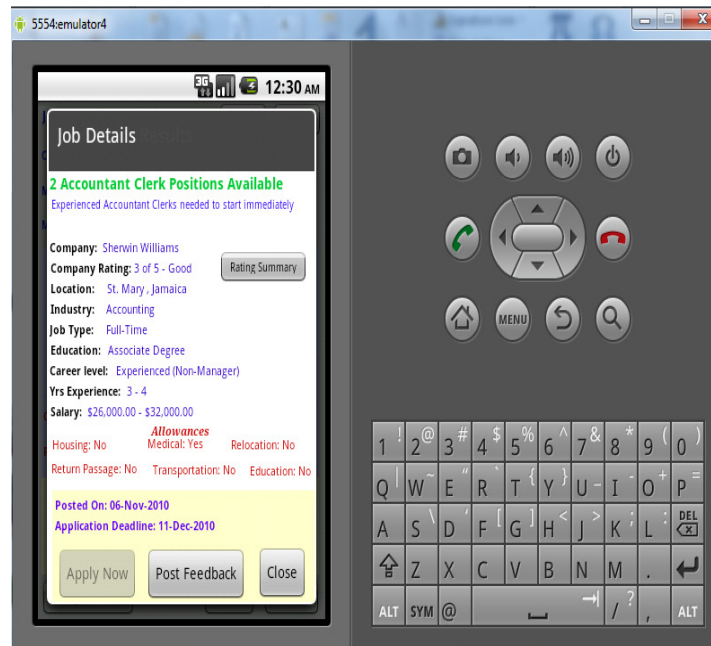 5554:emulator4
3G 12:30 AM
Job Details
2 Accountant Clerk Positions Available
Experienced Accountant Clerks needed to start immediately
Company: Sherwin Williams
Company Rating: 3 of 5 - Good Rating Summary
Location: St. Mary , Jamaica
Industry: Accounting
Job Type: Full-Time
Education: Associate Degree
Career level: Experienced (Non-Manager)
Yrs Experience: 3 - 4
Salary: $26,000.00 - $32,000.00
Allowances
Housing: No Medical: Yes Relocation: No
Return Passage: No Transportation: No Education: No
Posted On: 06-Nov-2010
Application Deadline: 11-Dec-2010
Apply Now Post Feedback Close
MENU
1 ! 2 @ 3 # 4 $ 5 % 6 ^ 7 & 8 * 9 ( 0 )
Q | W ~ E " R ` T { Y } U - I _ O + P =
A S \ D ' F [ G ] H < J > K ; L : DEL
Z X C V B N M .
ALT SYM @ / ? , ALT